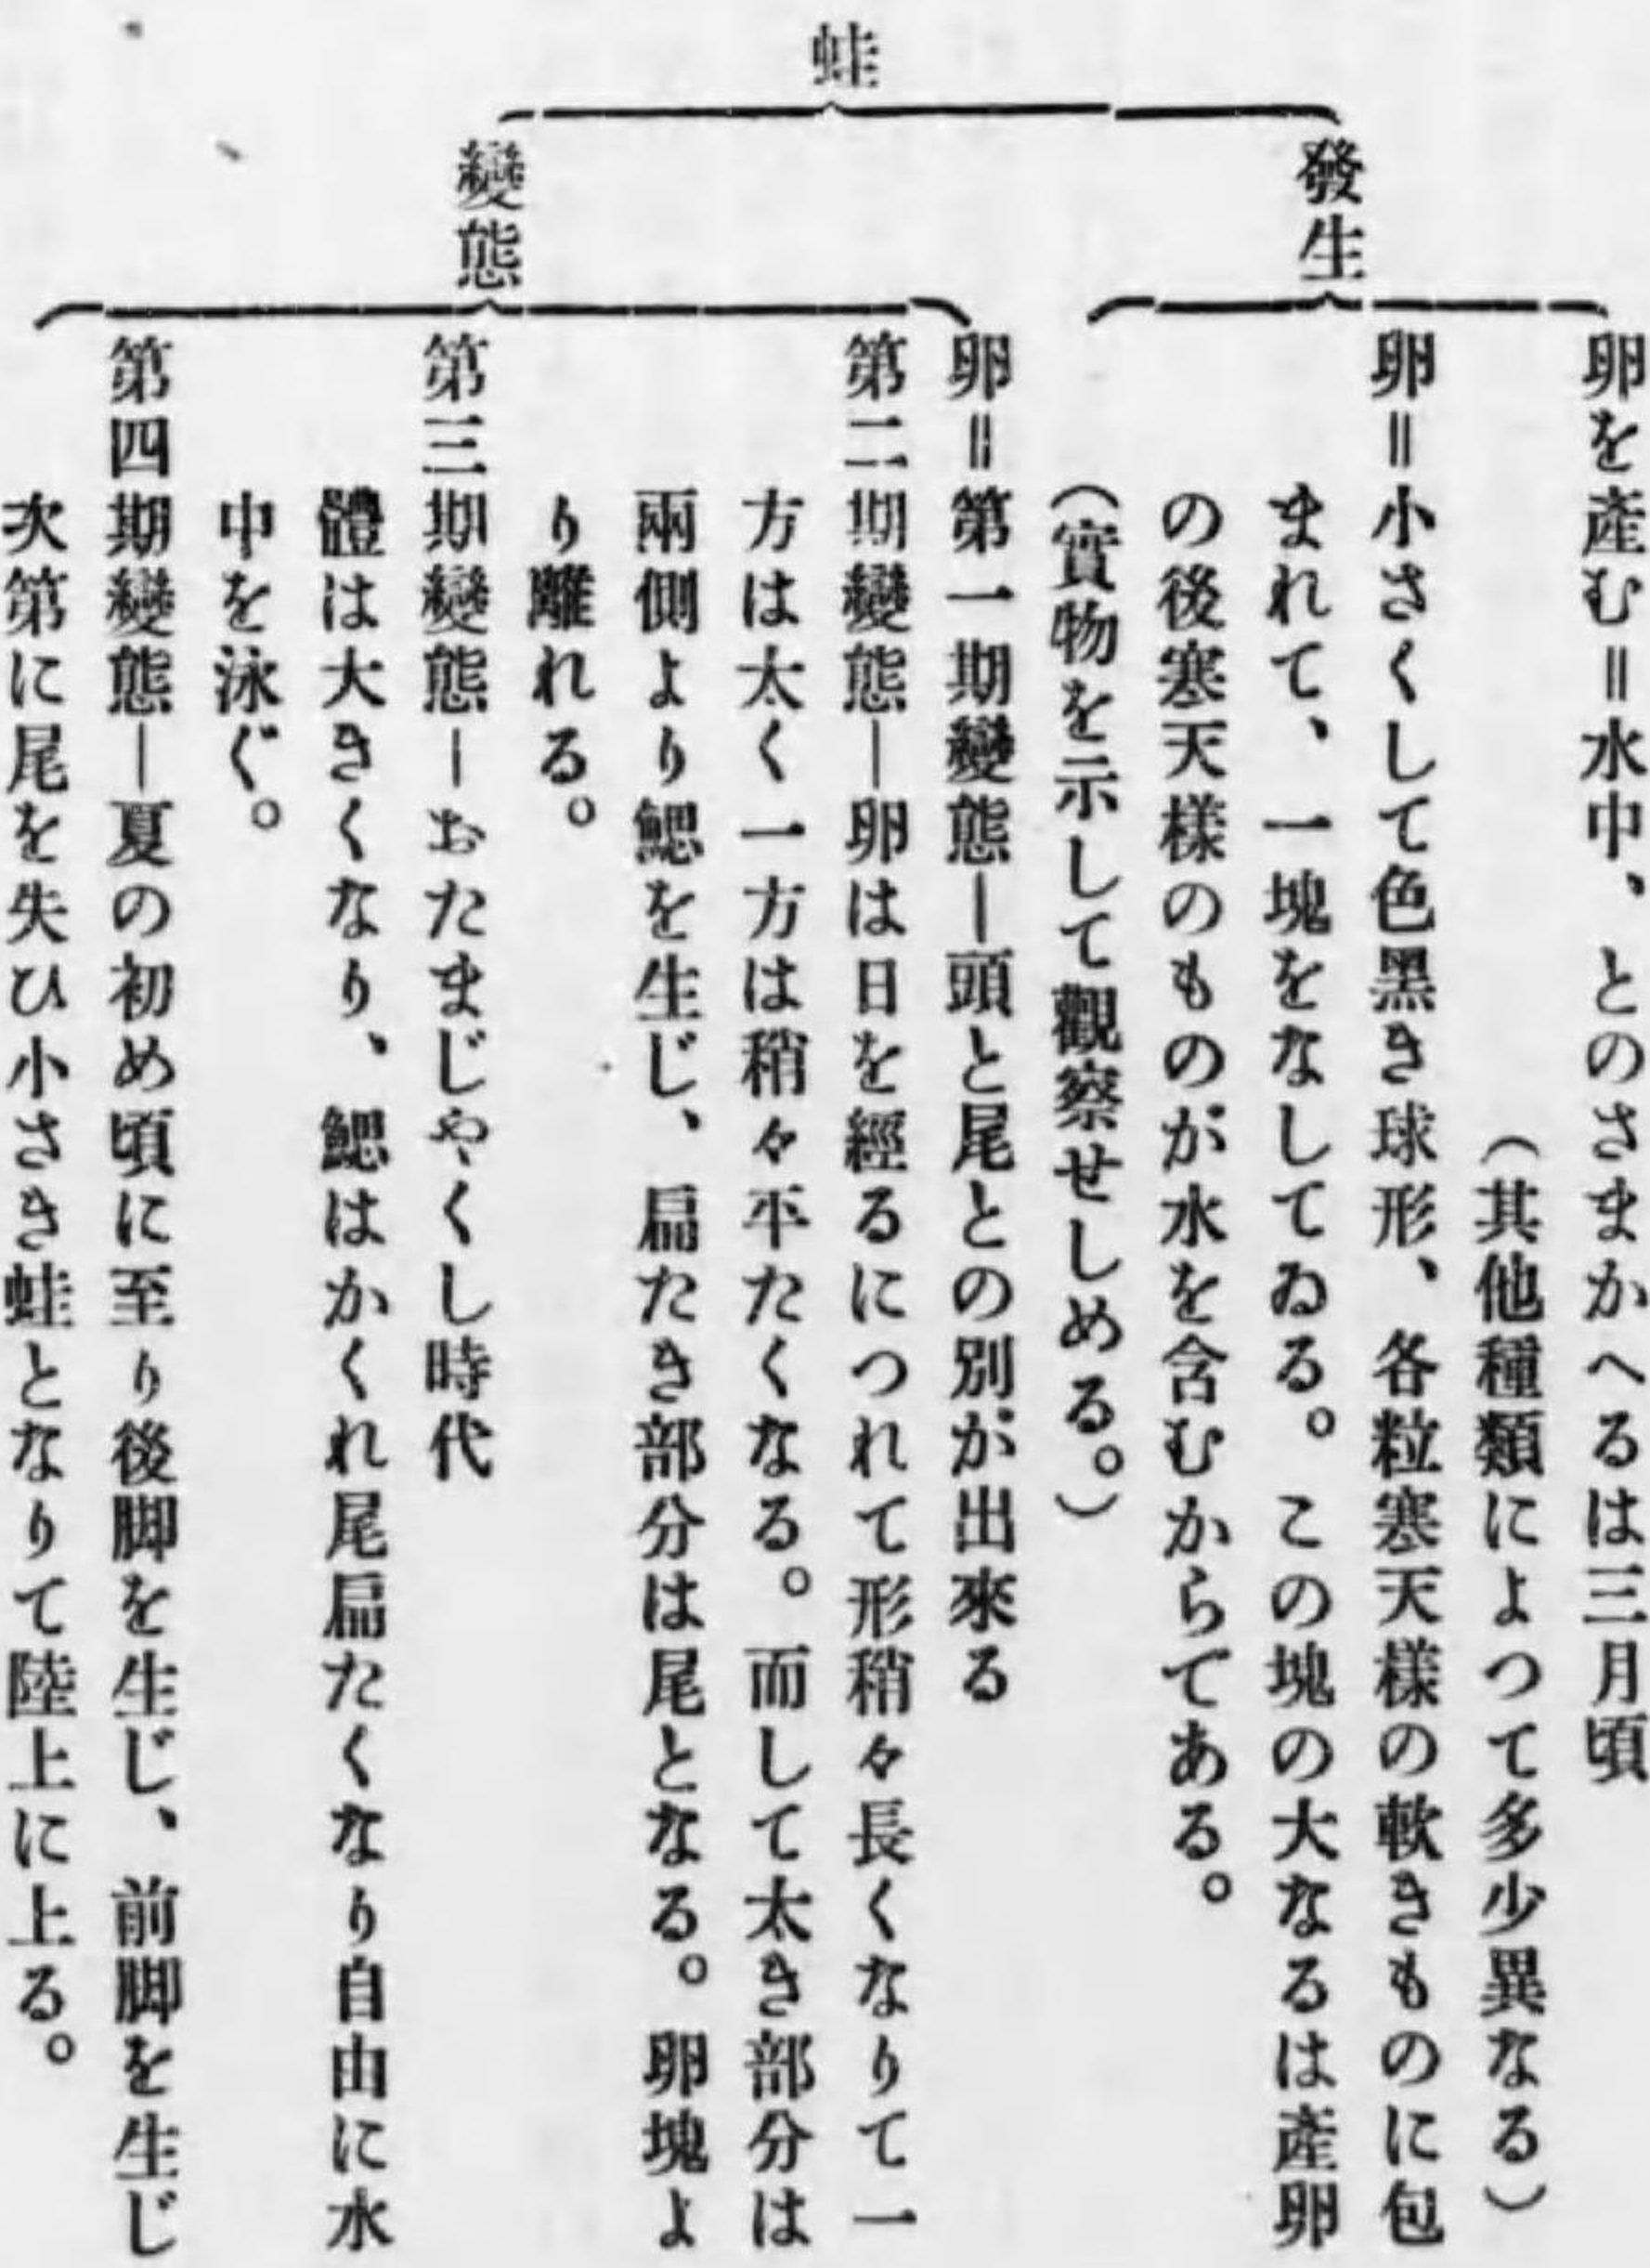 蛙
發生
卵を產む＝水中、とのさまかへるは三月頃
（其他種類によつて多少異なる）
卵＝小さくして色黑き球形、各粒寒天樣の軟きものに包
まれて、一塊をなしてゐる。この塊の大なるは產卵
の後寒天樣のものが水を含むからてある。
（實物を示して觀察せしめる。）
變態
卵＝第一期變態―頭と尾との別が出來る
第二期變態―卵は日を經るにつれて形稍々長くなりて一
方は太く一方は稍々平たくなる。而して太き部分は
兩側より鰓を生じ、扁たき部分は尾となる。卵塊よ
り離れる。
第三期變態―おたまじやくし時代
體は大きくなり、鰓はかくれ尾扁たくなり自由に水
中を泳ぐ。
第四期變態―夏の初め頃に至り後脚を生じ、前脚を生じ
次第に尾を失ひ小さき蛙となりて陸上に上る。